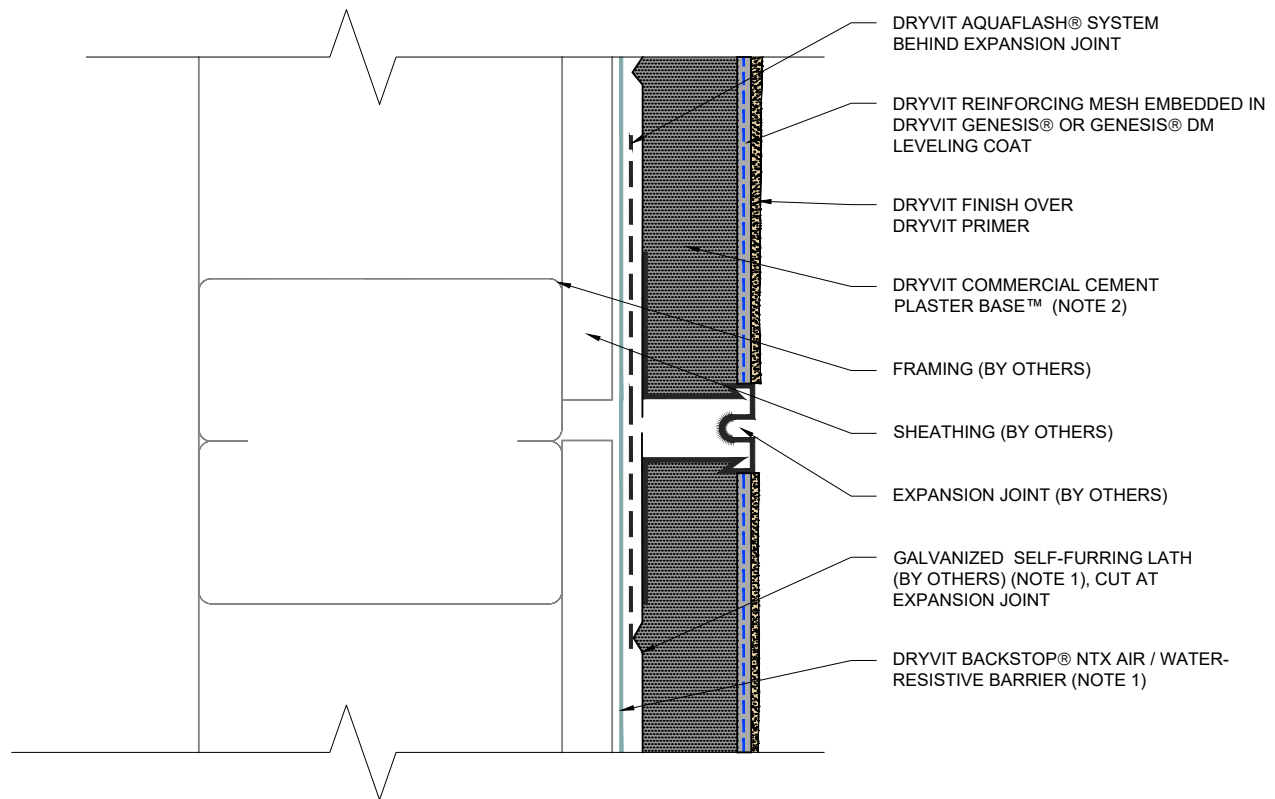 DRYVIT AQUAFLASH® SYSTEM
BEHIND EXPANSION JOINT
DRYVIT REINFORCING MESH EMBEDDED IN
DRYVIT GENESIS® OR GENESIS® DM
LEVELING COAT
DRYVIT FINISH OVER
DRYVIT PRIMER
DRYVIT COMMERCIAL CEMENT
PLASTER BASE™ (NOTE 2)
FRAMING (BY OTHERS)
SHEATHING (BY OTHERS)
EXPANSION JOINT (BY OTHERS)
GALVANIZED SELF-FURRING LATH
(BY OTHERS) (NOTE 1), CUT AT
EXPANSION JOINT
DRYVIT BACKSTOP® NTX AIR / WATER-
RESISTIVE BARRIER (NOTE 1)